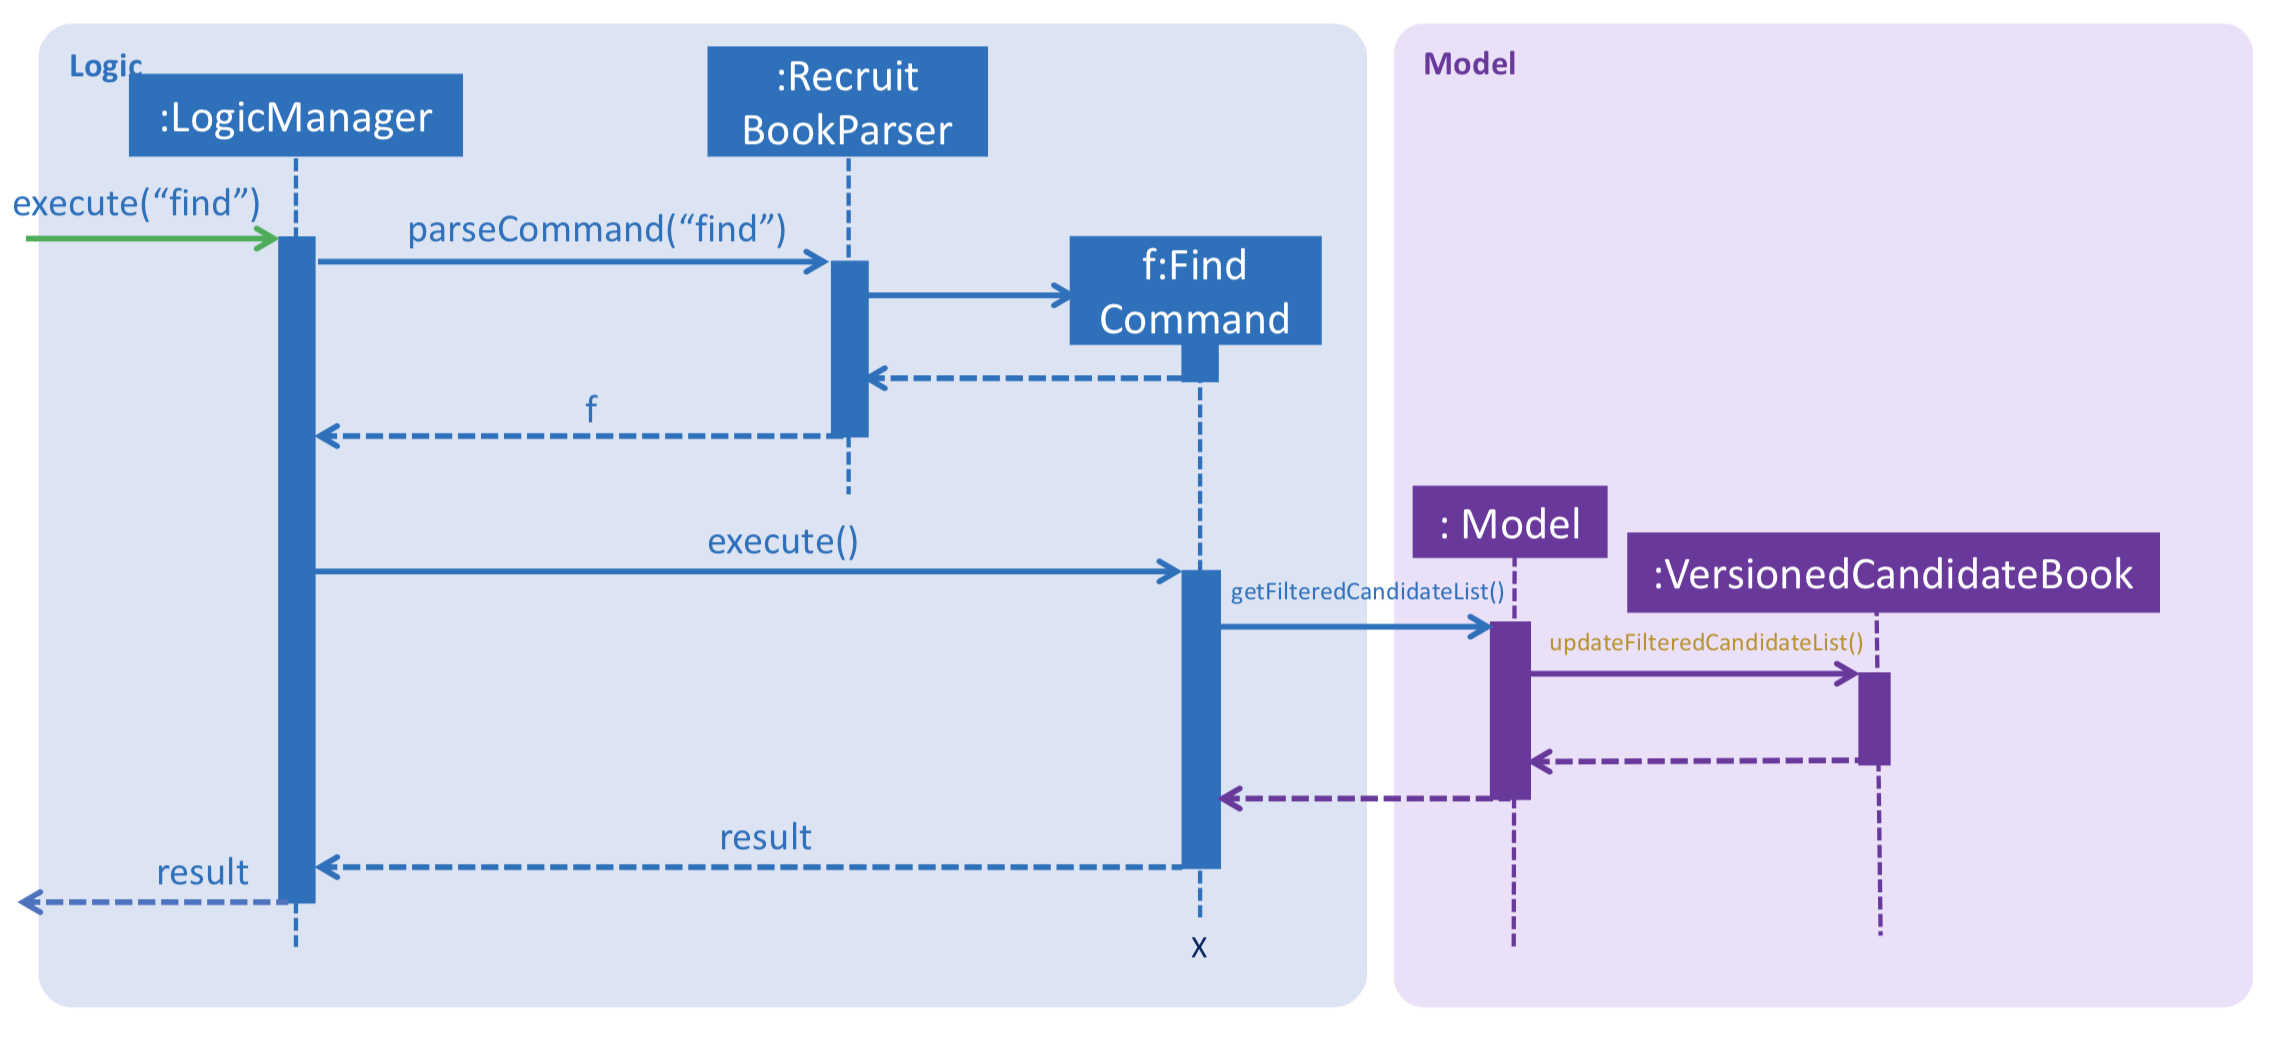 Logic
Model
:LogicManager
:Recruit
BookParser
execute(“find”)
parseCommand(“find”)
f:Find
Command
f
: Model
execute()
:VersionedCandidateBook
getFilteredCandidateList()
updateFilteredCandidateList()
result
result
X